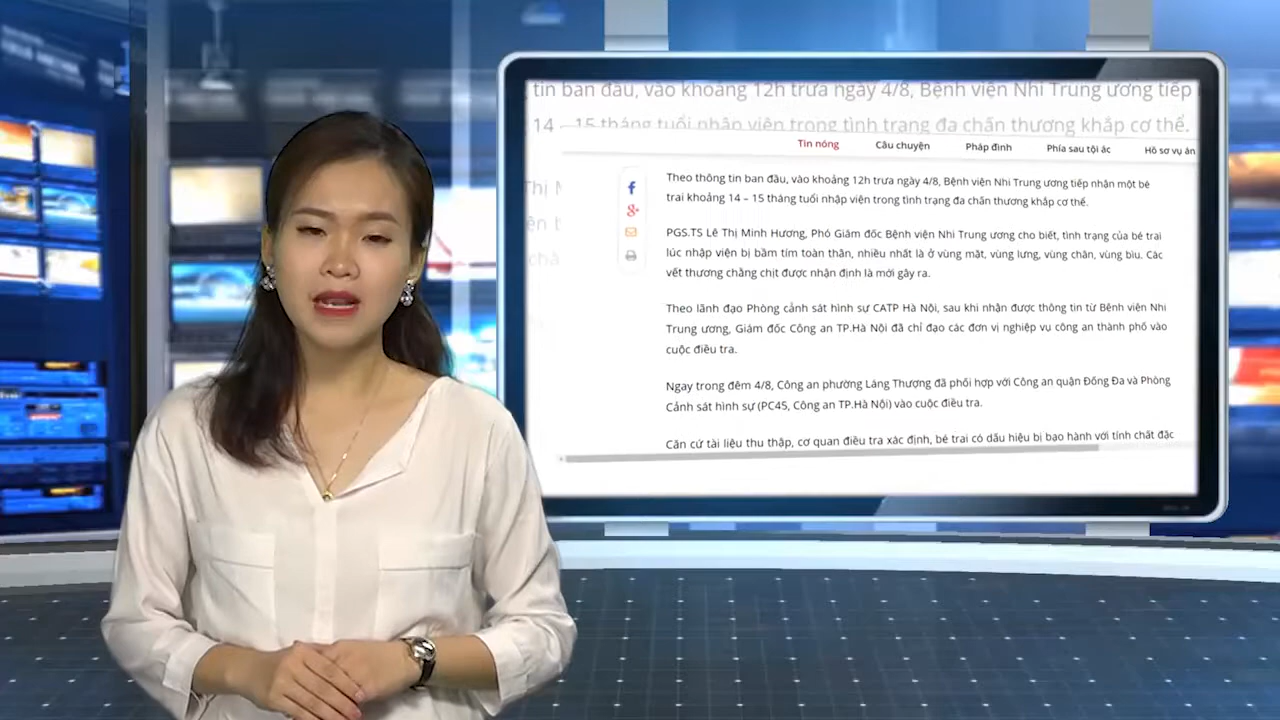 tin ban đầu, vào khoảng 12h trưa ngày 4/8, Bệnh viện Nhi Trung ương tiếp
14 – 15 tháng tuổi nhập viện trong tình trạng đa chấn thương khắp cơ thể.
Tin nóng Câu chuyện Pháp đình Phía sau tội ác Hồ sơ vụ án
Theo thông tin ban đầu, vào khoảng 12h trưa ngày 4/8, Bệnh viện Nhi Trung ương tiếp nhận một bé
trai khoảng 14 – 15 tháng tuổi nhập viện trong tình trạng đa chấn thương khắp cơ thể.
PGS.TS Lê Thị Minh Hương, Phó Giám đốc Bệnh viện Nhi Trung ương cho biết, tình trạng của bé trai
lúc nhập viện bị bầm tím toàn thân, nhiều nhất là ở vùng mặt, vùng lưng, vùng chân, vùng bìu. Các
vết thương chằng chịt được nhận định là mới gây ra.
Theo lãnh đạo Phòng cảnh sát hình sự CATP Hà Nội, sau khi nhận được thông tin từ Bệnh viện Nhi
Trung ương, Giám đốc Công an TP.Hà Nội đã chỉ đạo các đơn vị nghiệp vụ công an thành phố vào
cuộc điều tra.
Ngay trong đêm 4/8, Công an phường Láng Thượng đã phối hợp với Công an quận Đống Đa và Phòng
Cảnh sát hình sự (PC45, Công an TP.Hà Nội) vào cuộc điều tra.
Căn cứ tài liệu thu thập, cơ quan điều tra xác định, bé trai có dấu hiệu bị bạo hành với tính chất đặc